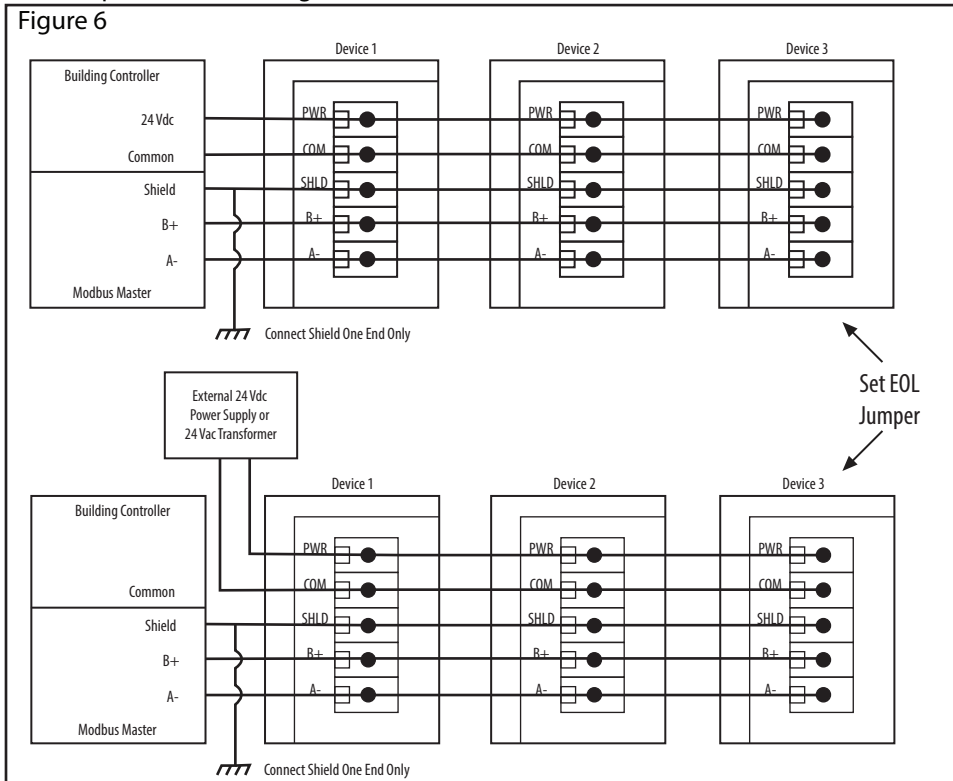 Figure 6
Device 1
Device 2
Device 3
Building Controller
24 Vdc
Common
Shield
B+
A-
Modbus Master
PWR
COM
SHLD
B+
A-
PWR
COM
SHLD
B+
A-
PWR
COM
SHLD
B+
A-
Connect Shield One End Only
Set EOL
Jumper
External 24 Vdc
Power Supply or
24 Vac Transformer
Device 1
Device 2
Device 3
Building Controller
Common
Shield
B+
A-
Modbus Master
PWR
COM
SHLD
B+
A-
PWR
COM
SHLD
B+
A-
PWR
COM
SHLD
B+
A-
Connect Shield One End Only